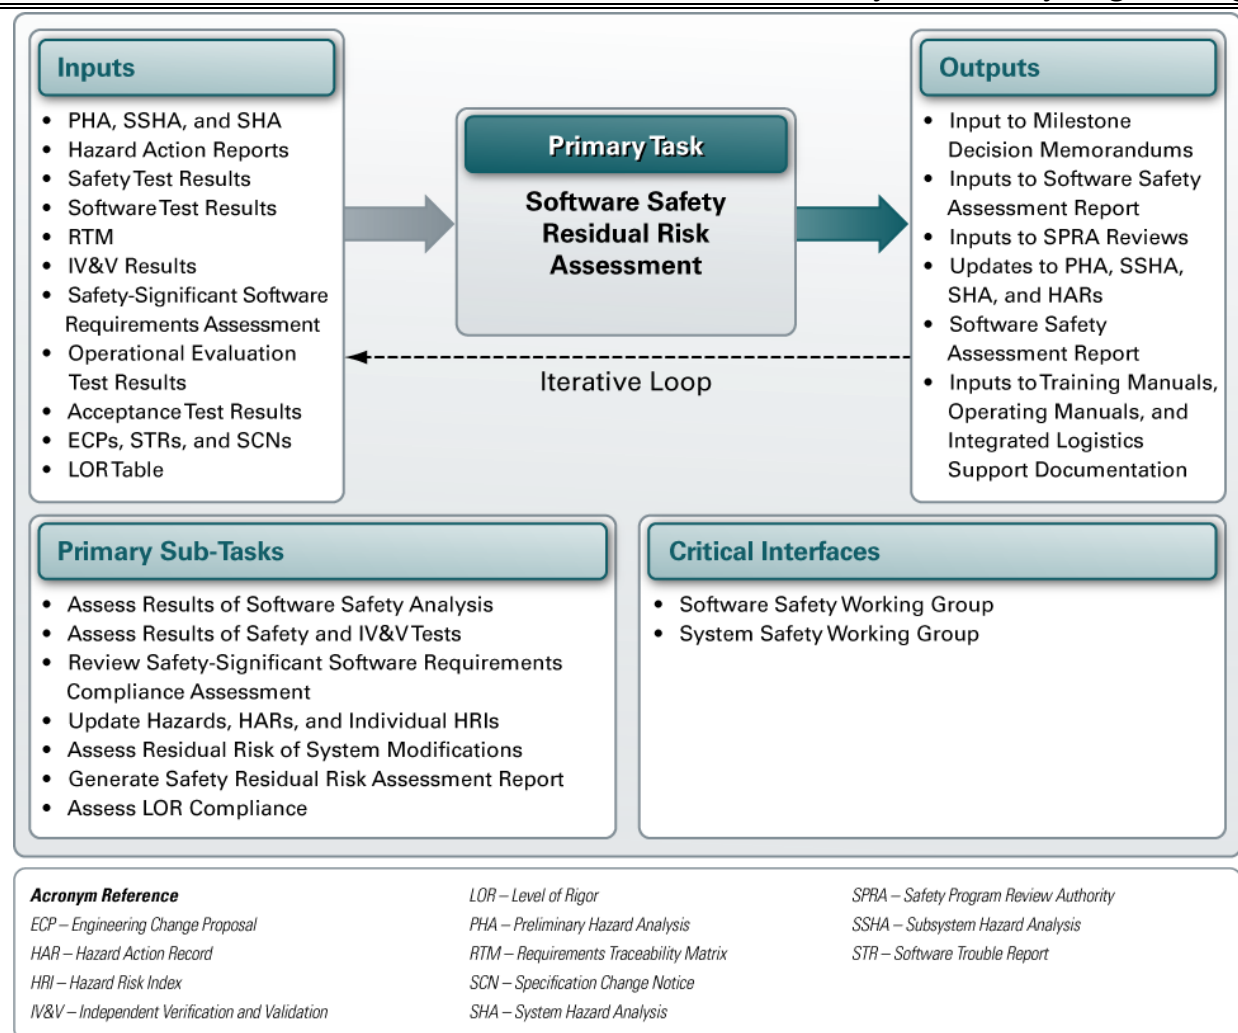 Inputs
• PHA, SSHA, and SHA
• Hazard Action Reports
• Safety Test Results
• Software Test Results
• RTM
• IV&V Results
• Safety-Significant Software
Requirements Assessment
• Operational Evaluation
Test Results
• Acceptance Test Results
• ECPs, STRs, and SCNs
• LOR Table
Primary Task
Software Safety
Residual Risk
Assessment
Iterative Loop
Outputs
• Input to Milestone
Decision Memorandums
• Inputs to Software Safety
Assessment Report
• Inputs to SPRA Reviews
• Updates to PHA, SSHA,
SHA, and HARs
• Software Safety
Assessment Report
• Inputs to Training Manuals,
Operating Manuals, and
Integrated Logistics
Support Documentation
Primary Sub-Tasks
• Assess Results of Software Safety Analysis
• Assess Results of Safety and IV&V Tests
• Review Safety-Significant Software Requirements
Compliance Assessment
• Update Hazards, HARs, and Individual HRIs
• Assess Residual Risk of System Modifications
• Generate Safety Residual Risk Assessment Report
• Assess LOR Compliance
Critical Interfaces
• Software Safety Working Group
• System Safety Working Group
Acronym Reference
ECP – Engineering Change Proposal
HAR – Hazard Action Record
HRI – Hazard Risk Index
IV&V – Independent Verification and Validation
LOR – Level of Rigor
PHA – Preliminary Hazard Analysis
RTM – Requirements Traceability Matrix
SCN – Specification Change Notice
SHA – System Hazard Analysis
SPRA – Safety Program Review Authority
SSHA – Subsystem Hazard Analysis
STR – Software Trouble Report